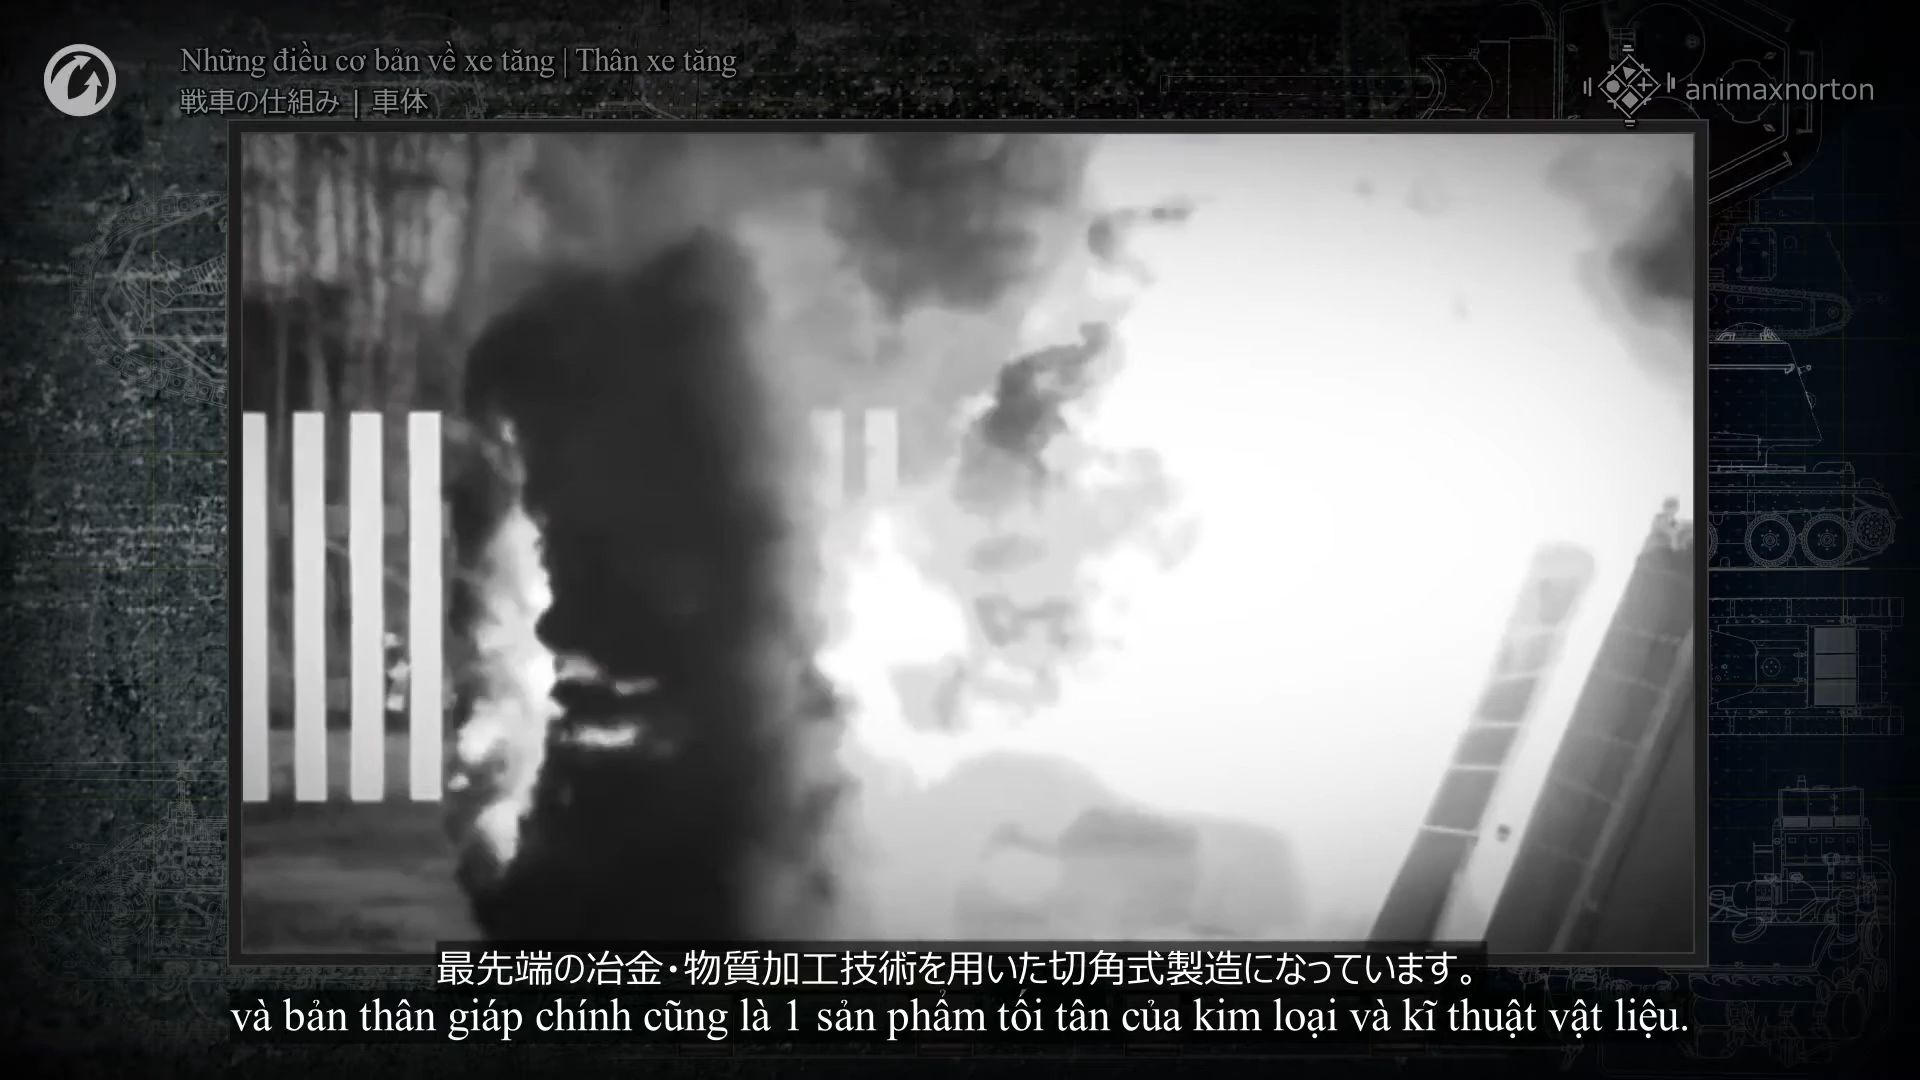 Những điều cơ bản về xe tăng | Thân xe tăng
戦車の仕組み | 車体
animaxnorton
最先端の冶金・物質加工技術を用いた切角式製造になっています。
và bản thân giáp chính cũng là 1 sản phẩm tối tân của kim loại và kĩ thuật vật liệu.